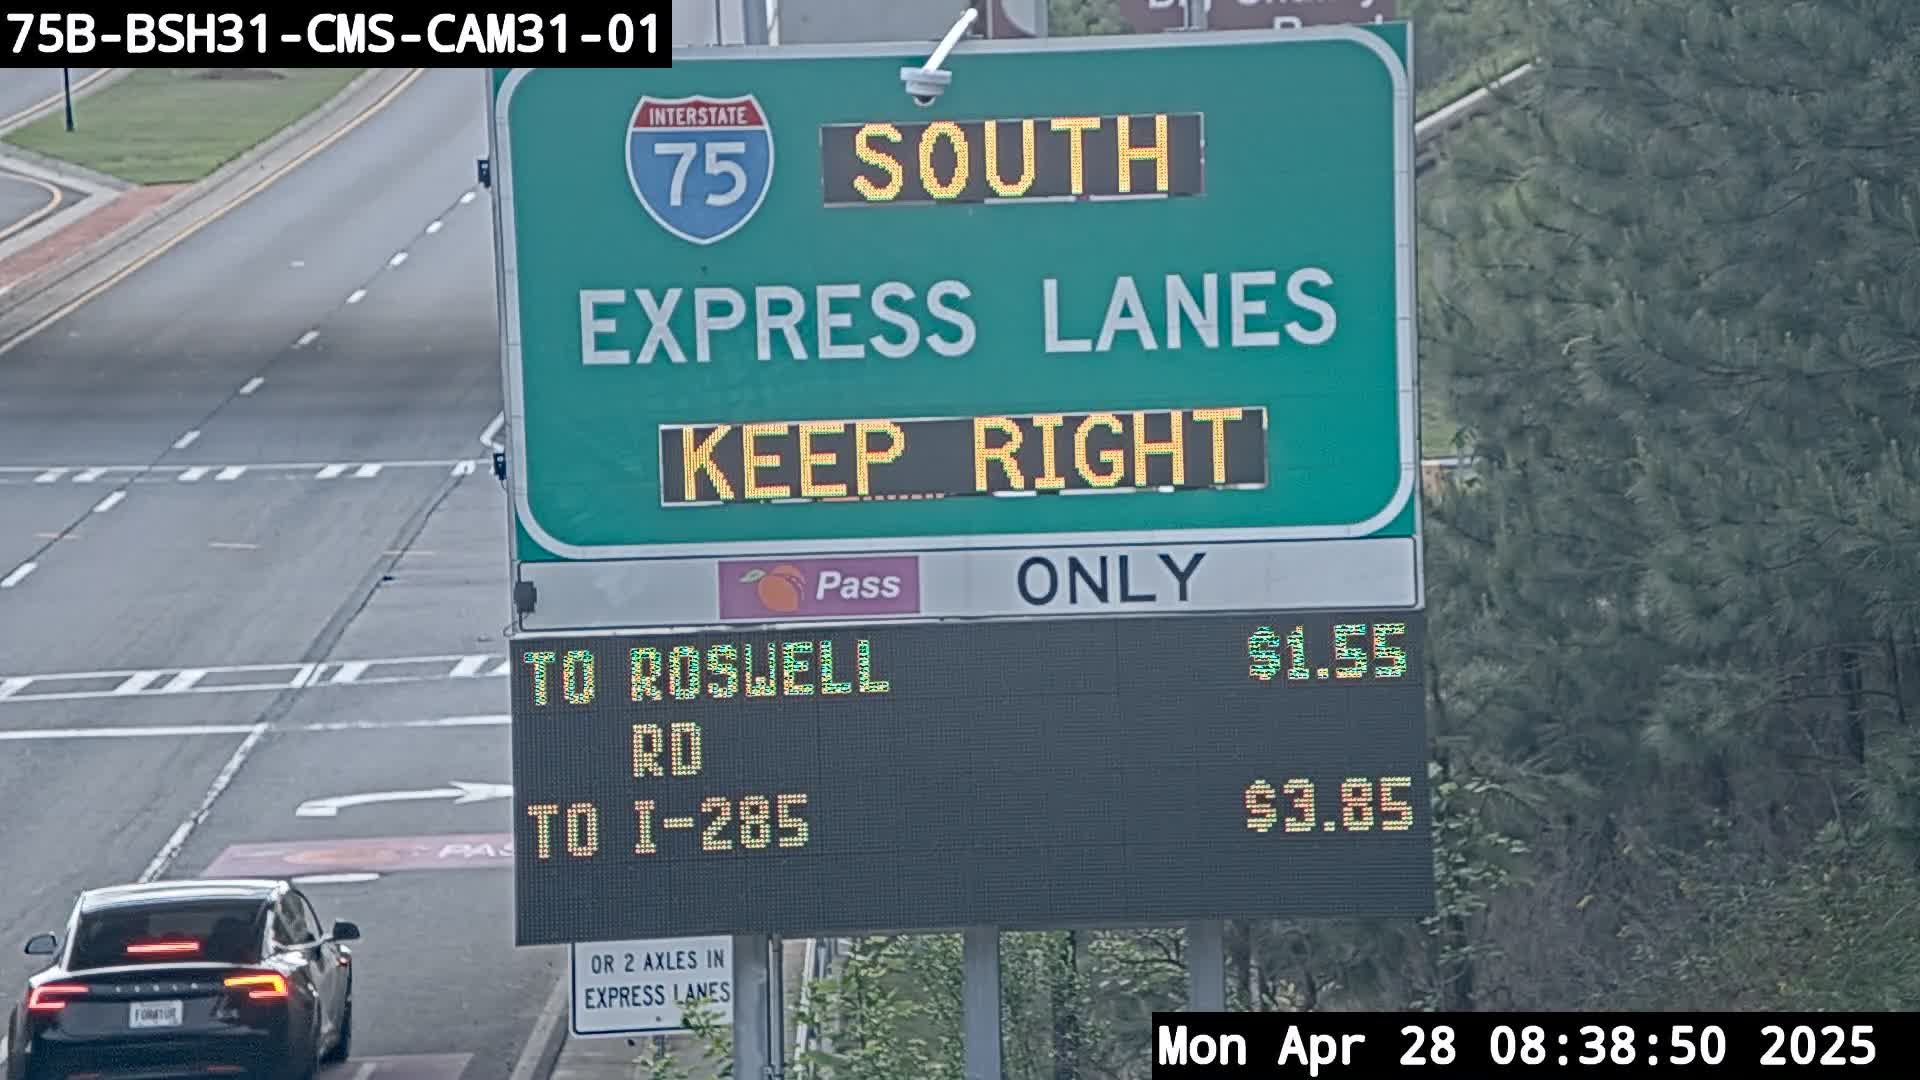 75B-BSH31-CMS-CAM31-01
INTERSTATE
75
SOUTH
EXPRESS LANES
KEEP RIGHT
Pass ONLY
TO ROSWELL $1.55
RD
TO I-285 $3.85
OR 2 AXLES IN
EXPRESS LANES
TESLA
Mon Apr 28 08:38:50 2025